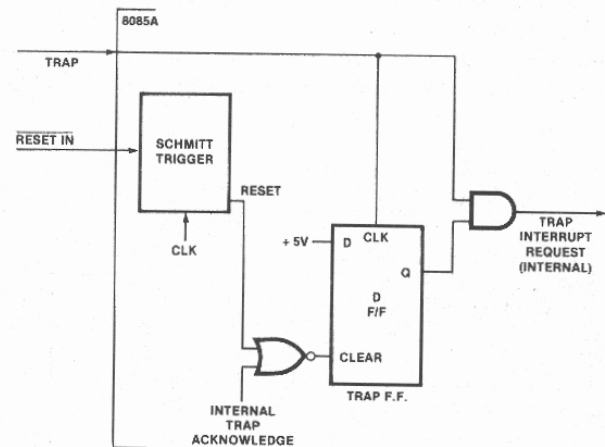 8085A
TRAP
RESET IN
SCHMITT
TRIGGER
RESET
CLK
+ 5V
D
CLK
Q
D
F/F
CLEAR
TRAP F.F.
INTERNAL
TRAP
ACKNOWLEDGE
TRAP
INTERRUPT
REQUEST
(INTERNAL)